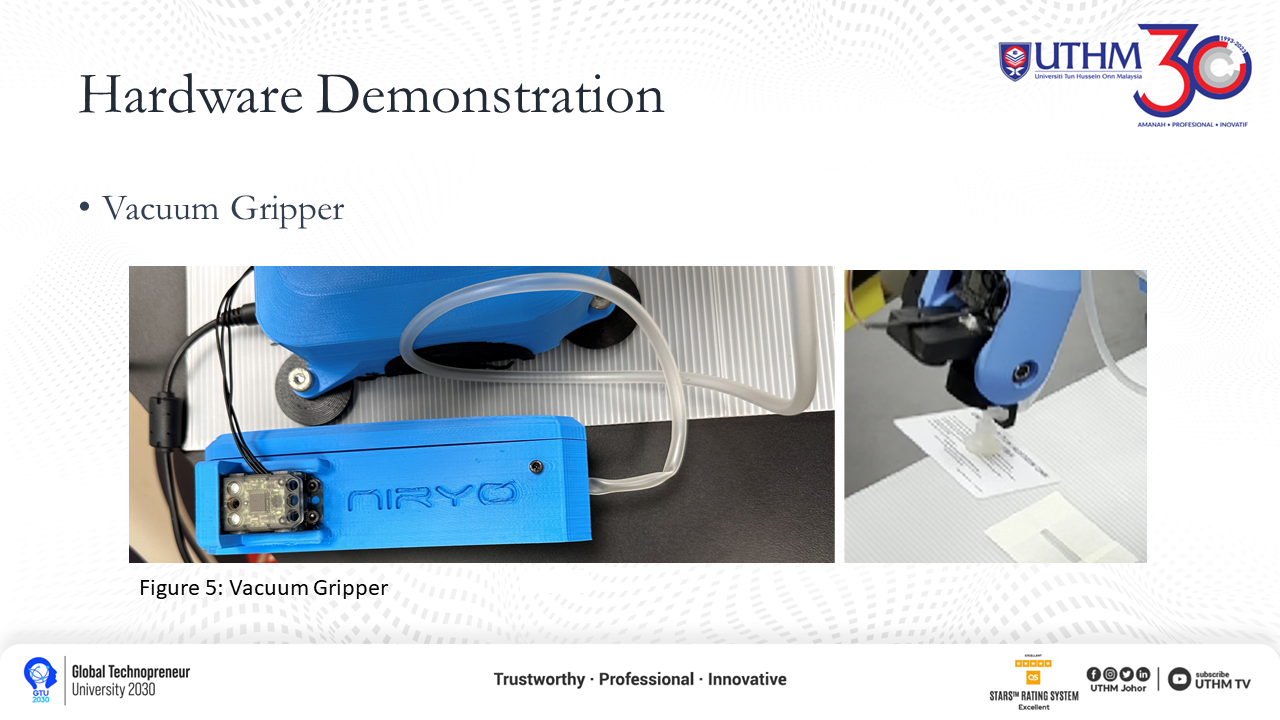 Hardware Demonstration
UTHM
Universiti Tun Hussein Onn Malaysia
30
1993-2023
AMANAH • PROFESIONAL • INOVATIF
• Vacuum Gripper
NIRYO
Figure 5: Vacuum Gripper
GTU
2030
Global Technopreneur
University 2030
Trustworthy · Professional · Innovative
EXCELLENT
QS
STARS™ RATING SYSTEM
Excellent
UTHM Johor
subscribe
UTHM TV